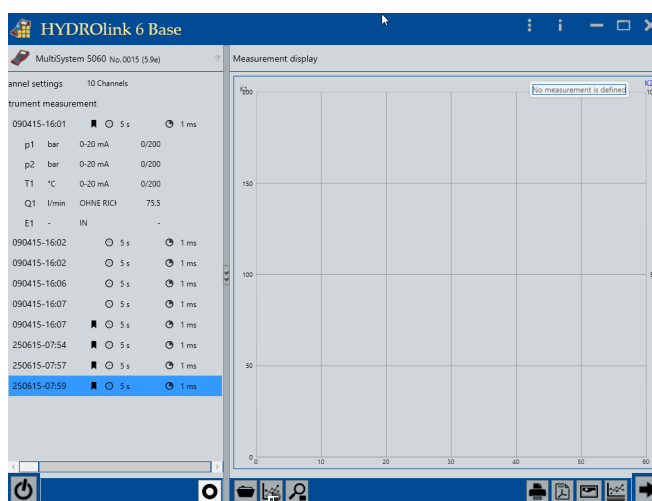 HYDROlink 6 Base
MultiSystem 5060 No. 0015 (5.9e) ?
Measurement display
annel settings 10 Channels
trument measurement
090415-16:01 5 s 1 ms
p1 bar 0-20 mA 0/200
p2 bar 0-20 mA 0/200
T1 °C 0-20 mA 0/200
Q1 l/min OHNE RICH 75.5
E1 - IN -
090415-16:02 5 s 1 ms
090415-16:02 5 s 1 ms
090415-16:06 5 s 1 ms
090415-16:07 5 s 1 ms
090415-16:07 5 s 1 ms
250615-07:54 5 s 1 ms
250615-07:57 5 s 1 ms
250615-07:59 5 s 1 ms
K2
200
No measurement is defined
10
150
100
5
50
0
0 10 20 30 40 50 60